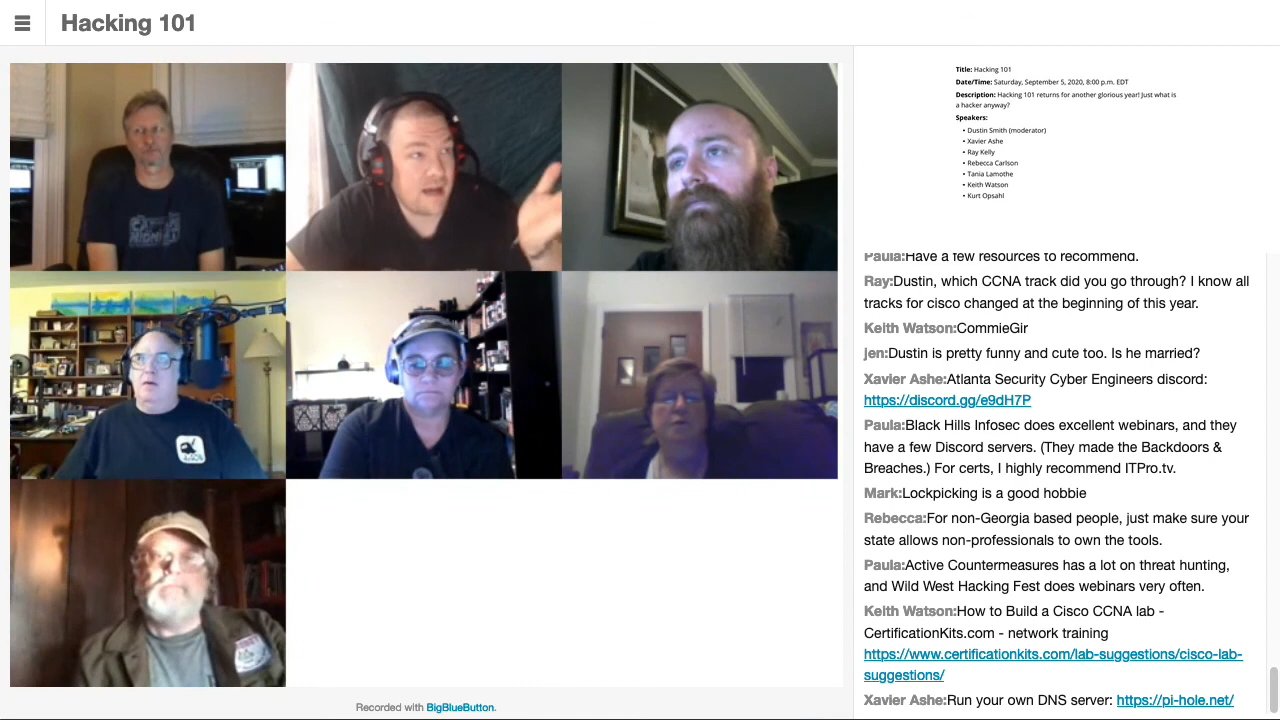 Hacking 101
Title: Hacking 101
Date/Time: Saturday, September 5, 2020, 8:00 p.m. EDT
Description: Hacking 101 returns for another glorious year! Just what is
a hacker anyway?
Speakers:
• Dustin Smith (moderator)
• Xavier Ashe
• Ray Kelly
• Rebecca Carlson
• Tania Lamothe
• Keith Watson
• Kurt Opsahl
Paula:Have a few resources to recommend.
Ray:Dustin, which CCNA track did you go through? I know all
tracks for cisco changed at the beginning of this year.
Keith Watson:CommieGir
jen:Dustin is pretty funny and cute too. Is he married?
Xavier Ashe:Atlanta Security Cyber Engineers discord:
https://discord.gg/e9dH7P
Paula:Black Hills Infosec does excellent webinars, and they
have a few Discord servers. (They made the Backdoors &
Breaches.) For certs, I highly recommend ITPro.tv.
Mark:Lockpicking is a good hobbie
Rebecca:For non-Georgia based people, just make sure your
state allows non-professionals to own the tools.
Paula:Active Countermeasures has a lot on threat hunting,
and Wild West Hacking Fest does webinars very often.
Keith Watson:How to Build a Cisco CCNA lab -
CertificationKits.com - network training
https://www.certificationkits.com/lab-suggestions/cisco-lab-
suggestions/
Xavier Ashe:Run your own DNS server: https://pi-hole.net/
Recorded with BigBlueButton.